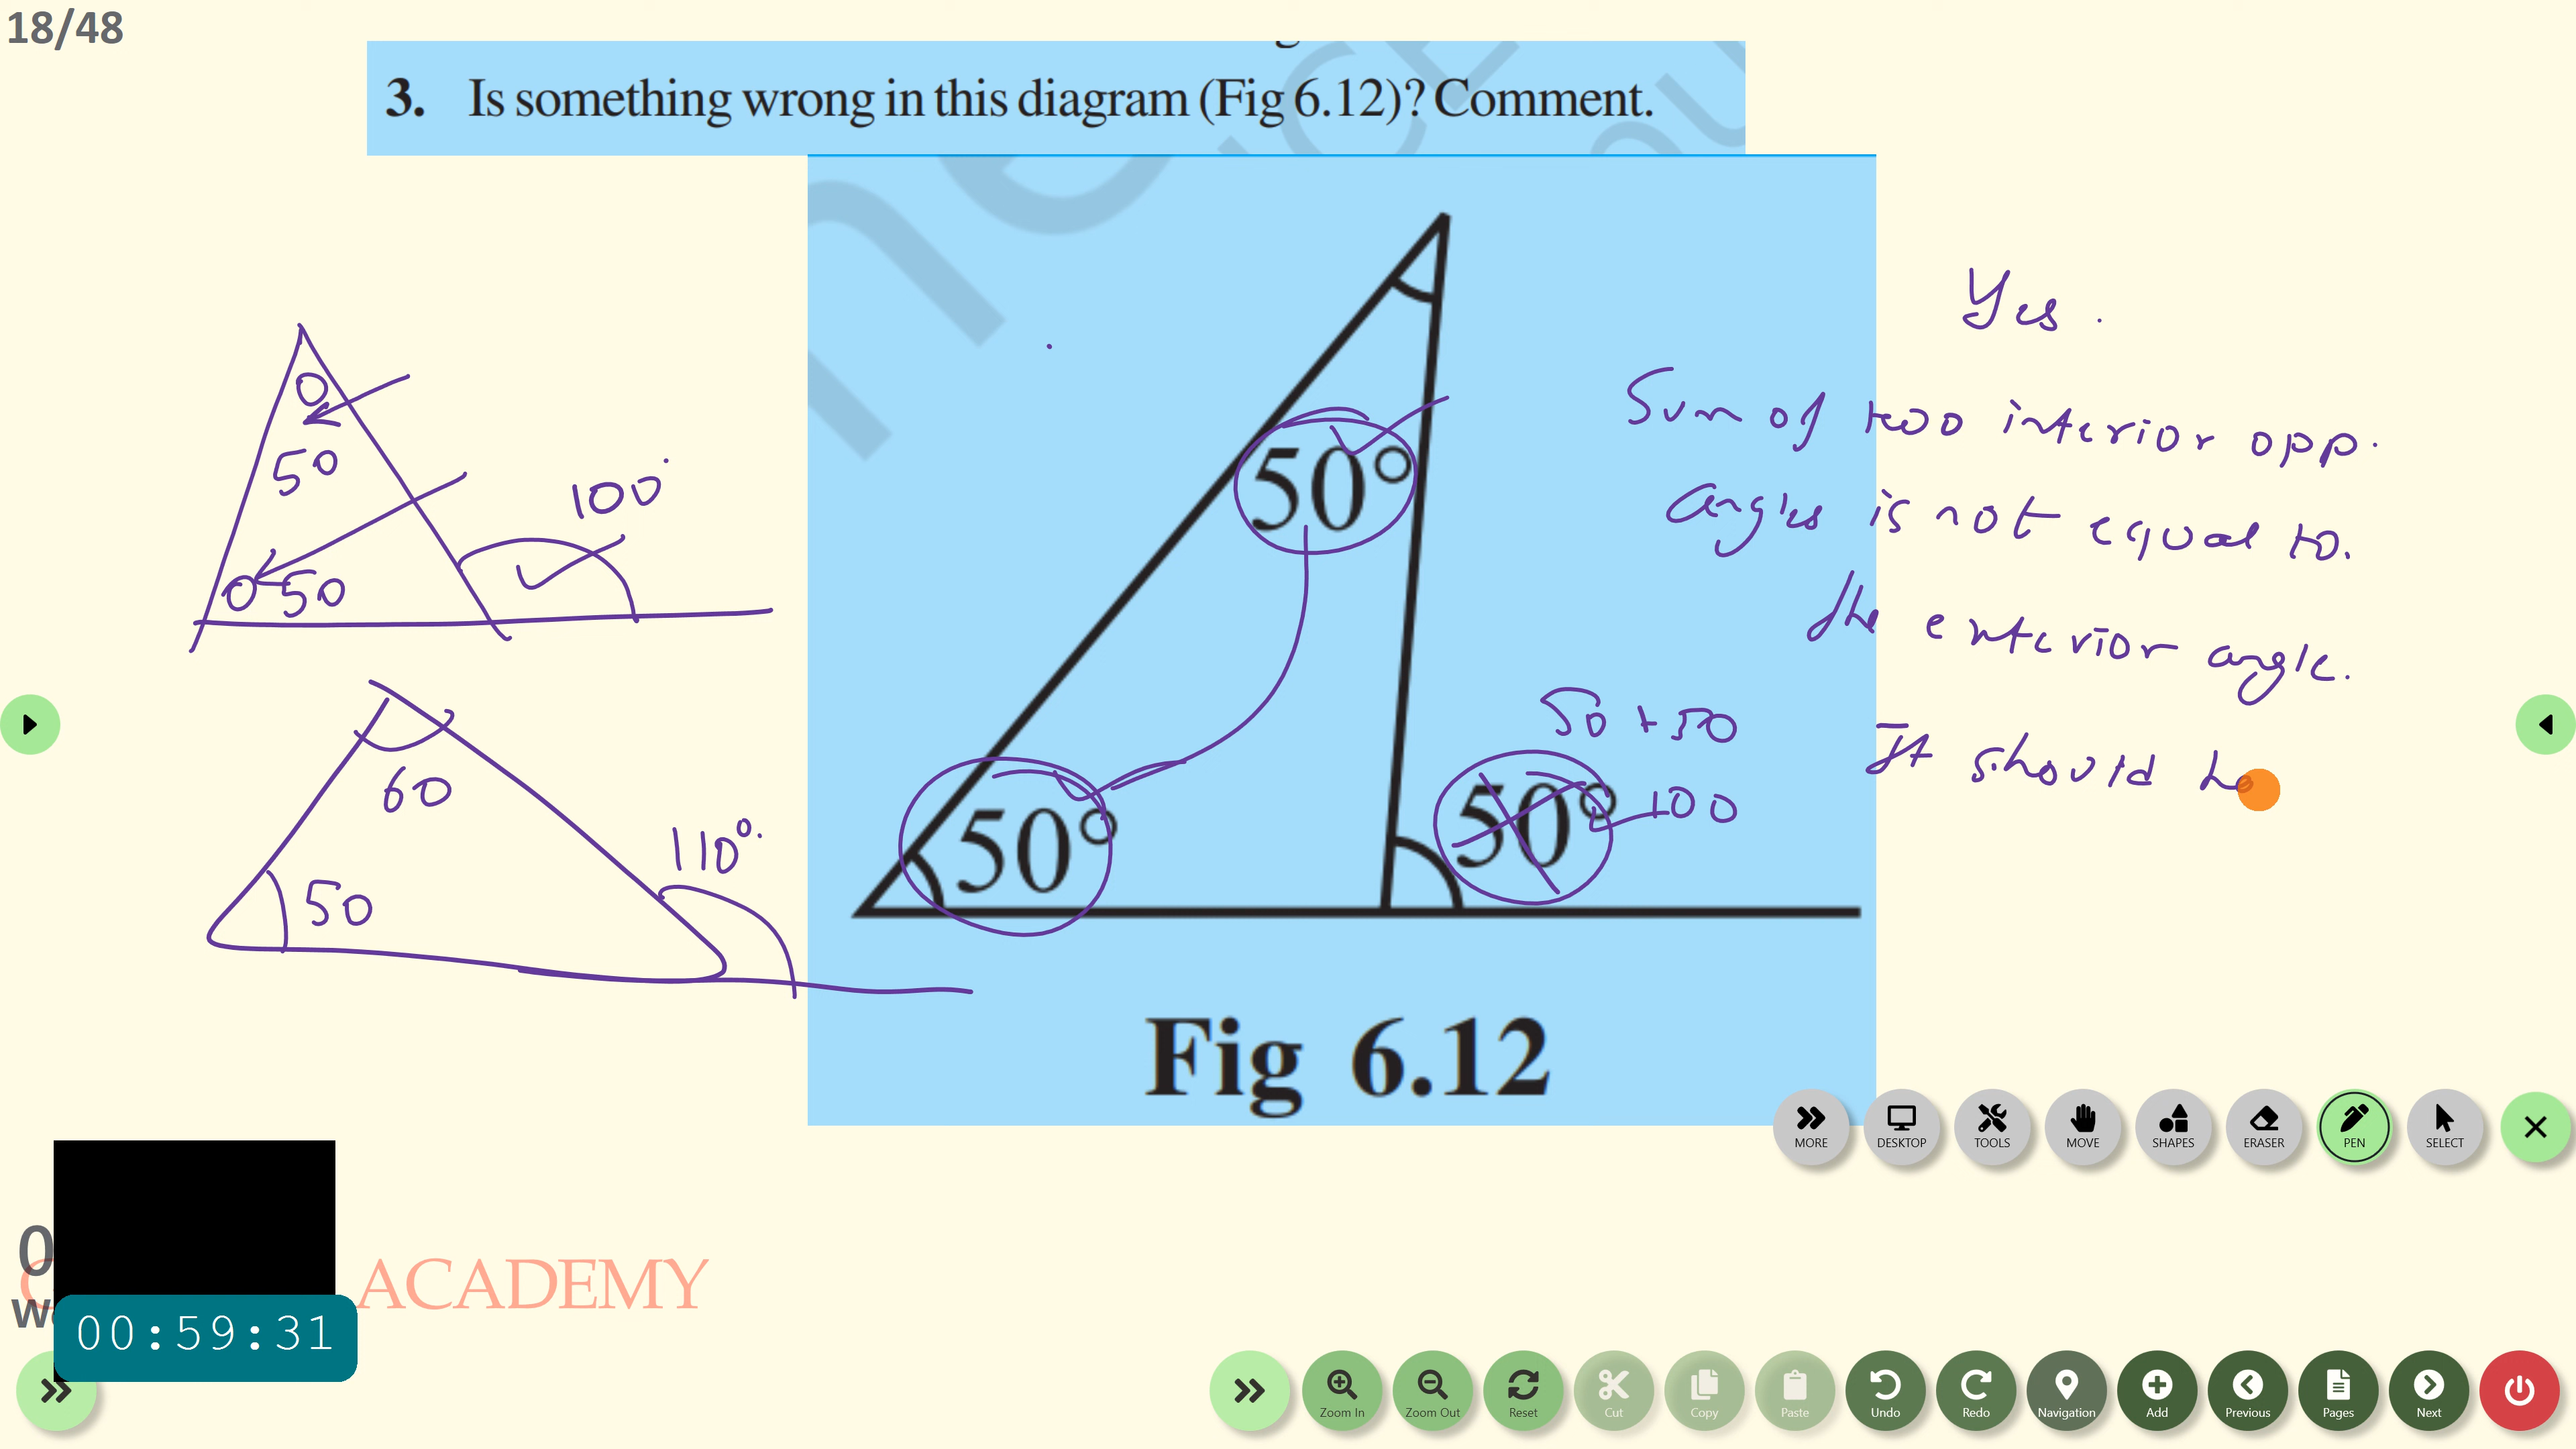 18/48
3. Is something wrong in this diagram (Fig 6.12)? Comment.
Yes.
Sum of two interior opp.
angles is not equal to.
the exterior angle.
It should be
0
50
0 50
100
60
50
110°.
50°
50°
50°
50 + 50
100
Fig 6.12
MORE DESKTOP TOOLS MOVE SHAPES ERASER PEN SELECT
ACADEMY
00:59:31
Zoom In Zoom Out Reset Cut Copy Paste Undo Redo Navigation Add Previous Pages Next